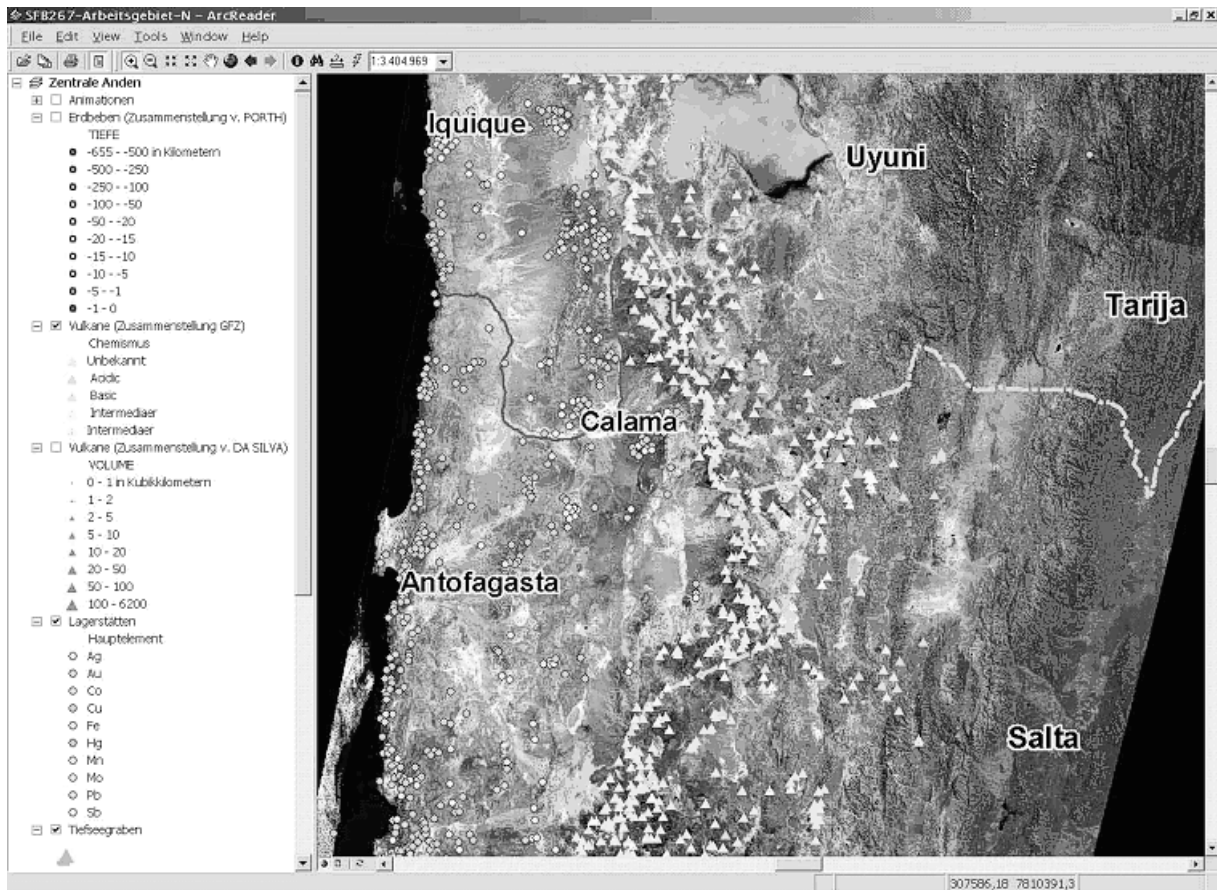 SFB267-Arbeitsgebiet-N - ArcReader
File Edit View Tools Window Help
1:3.404.969
Zentrale Anden
Animationen
Erdbeben (Zusammenstellung v. PORTH)
TIEFE
-655 - -500 in Kilometern
-500 - -250
-250 - -100
-100 - -50
-50 - -20
-20 - -15
-15 - -10
-10 - -5
-5 - -1
-1 - 0
Vulkane (Zusammenstellung GFZ)
Chemismus
Unbekannt
Acidic
Basic
Intermediaer
Intermediaer
Vulkane (Zusammenstellung v. DA SILVA)
VOLUME
0 - 1 in Kubikkilometern
1 - 2
2 - 5
5 - 10
10 - 20
20 - 50
50 - 100
100 - 6200
Lagerstätten
Hauptelement
Ag
Au
Co
Cu
Fe
Hg
Mn
Mo
Pb
Sb
Tiefseegraben
Iquique
Uyuni
Tarija
Calama
Antofagasta
Salta
307586,18 7810391,3